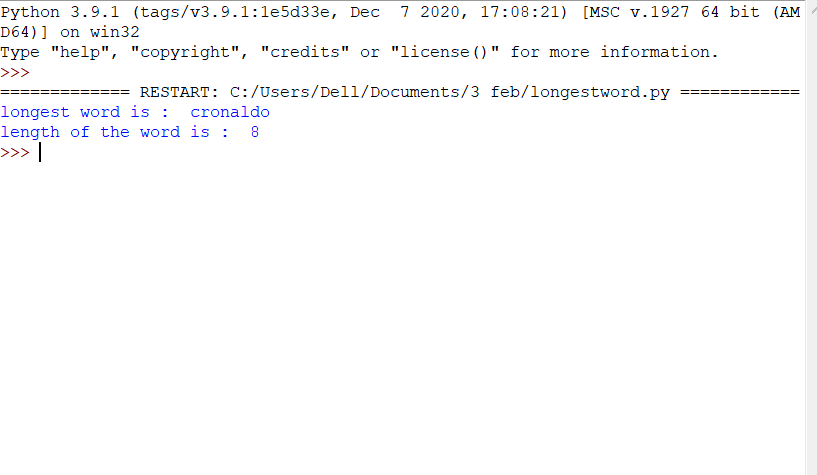 Python 3.9.1 (tags/v3.9.1:1e5d33e, Dec  7 2020, 17:08:21) [MSC v.1927 64 bit (AM
D64)] on win32
Type "help", "copyright", "credits" or "license()" for more information.
>>>
============= RESTART: C:/Users/Dell/Documents/3 feb/longestword.py ============
longest word is :  cronaldo
length of the word is :  8
>>>